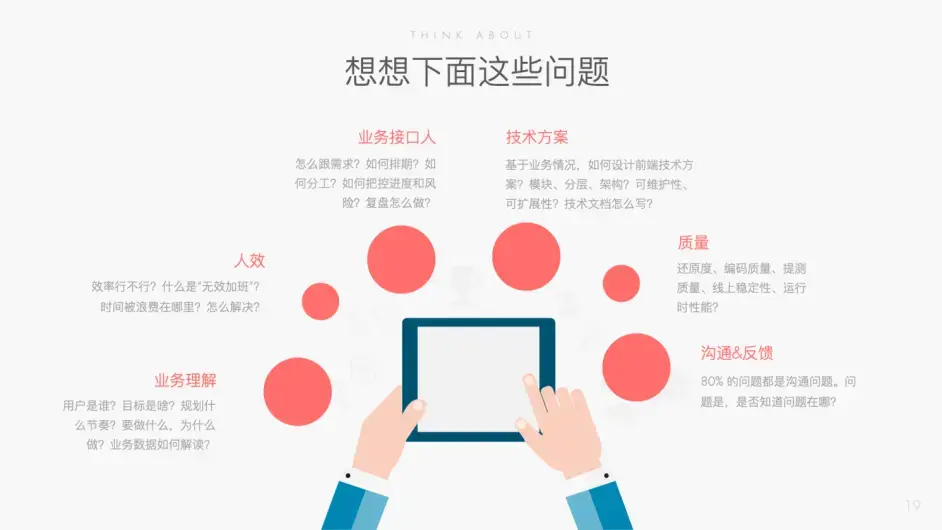 THINK ABOUT
想想下面这些问题
业务接口人
怎么跟需求？如何排期？如
何分工？如何把控进度和风
险？复盘怎么做？
技术方案
基于业务情况，如何设计前端技术方
案？模块、分层、架构？可维护性、
可扩展性？技术文档怎么写？
人效
效率行不行？什么是“无效加班”？
时间被浪费在哪里？怎么解决？
质量
还原度、编码质量、提测
质量、线上稳定性、运行
时性能？
业务理解
用户是谁？目标是啥？规划什
么节奏？要做什么，为什么
做？业务数据如何解读？
沟通&反馈
80% 的问题都是沟通问题。问
题是，是否知道问题在哪？
19